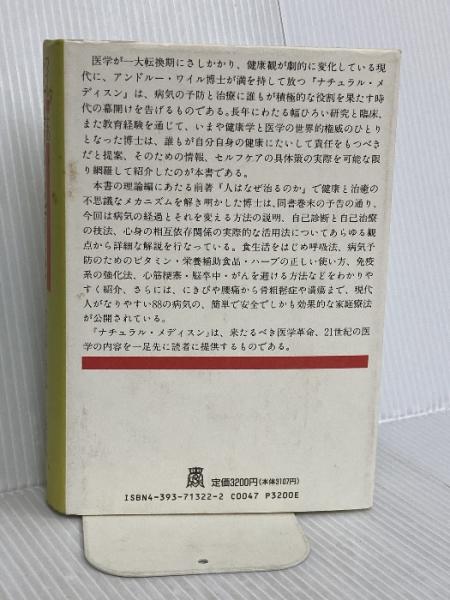 医学が一大転換期にさしかかり、健康観が劇的に変化している現
代に、アンドルー・ワイル博士が満を持して放つ『ナチュラル・メ
ディスン』は、病気の予防と治療に誰もが積極的な役割を果たす時
代の幕開けを告げるものである。長年にわたる幅ひろい研究と臨床、
また教育経験を通じて、いまや健康学と医学の世界的権威のひとり
となった博士は、誰もが自分自身の健康にたいして責任をもつべき
だと提案、そのための情報、セルフケアの具体策の実際を可能な限
り網羅して紹介したのが本書である。
本書の理論編にあたる前著『人はなぜ治るのか』で健康と治癒の
不思議なメカニズムを解き明かした博士は、同書巻末の予告の通り、
今回は病気の経過とそれを変える方法の説明、自己診断と自己治療
の技法、心身の相互依存関係の実際的な活用法についてあらゆる観
点から詳細な解説を行なっている。食生活をはじめ呼吸法、病気予
防のためのビタミン・栄養補助食品・ハーブの正しい使い方、免疫
系の強化法、心筋梗塞・脳卒中・がんを避ける方法などをわかりや
すく紹介、さらには、にきびや腰痛から骨粗鬆症や潰瘍まで、現代
人がなりやすい88の病気の、簡単で安全でしかも効果的な家庭療法
が公開されている。
『ナチュラル・メディスン』は、来たるべき医学革命、21世紀の医
学の内容を一足先に読者に提供するものである。
定価3200円(本体3107円)
ISBN4-393-71322-2 C0047 P3200E